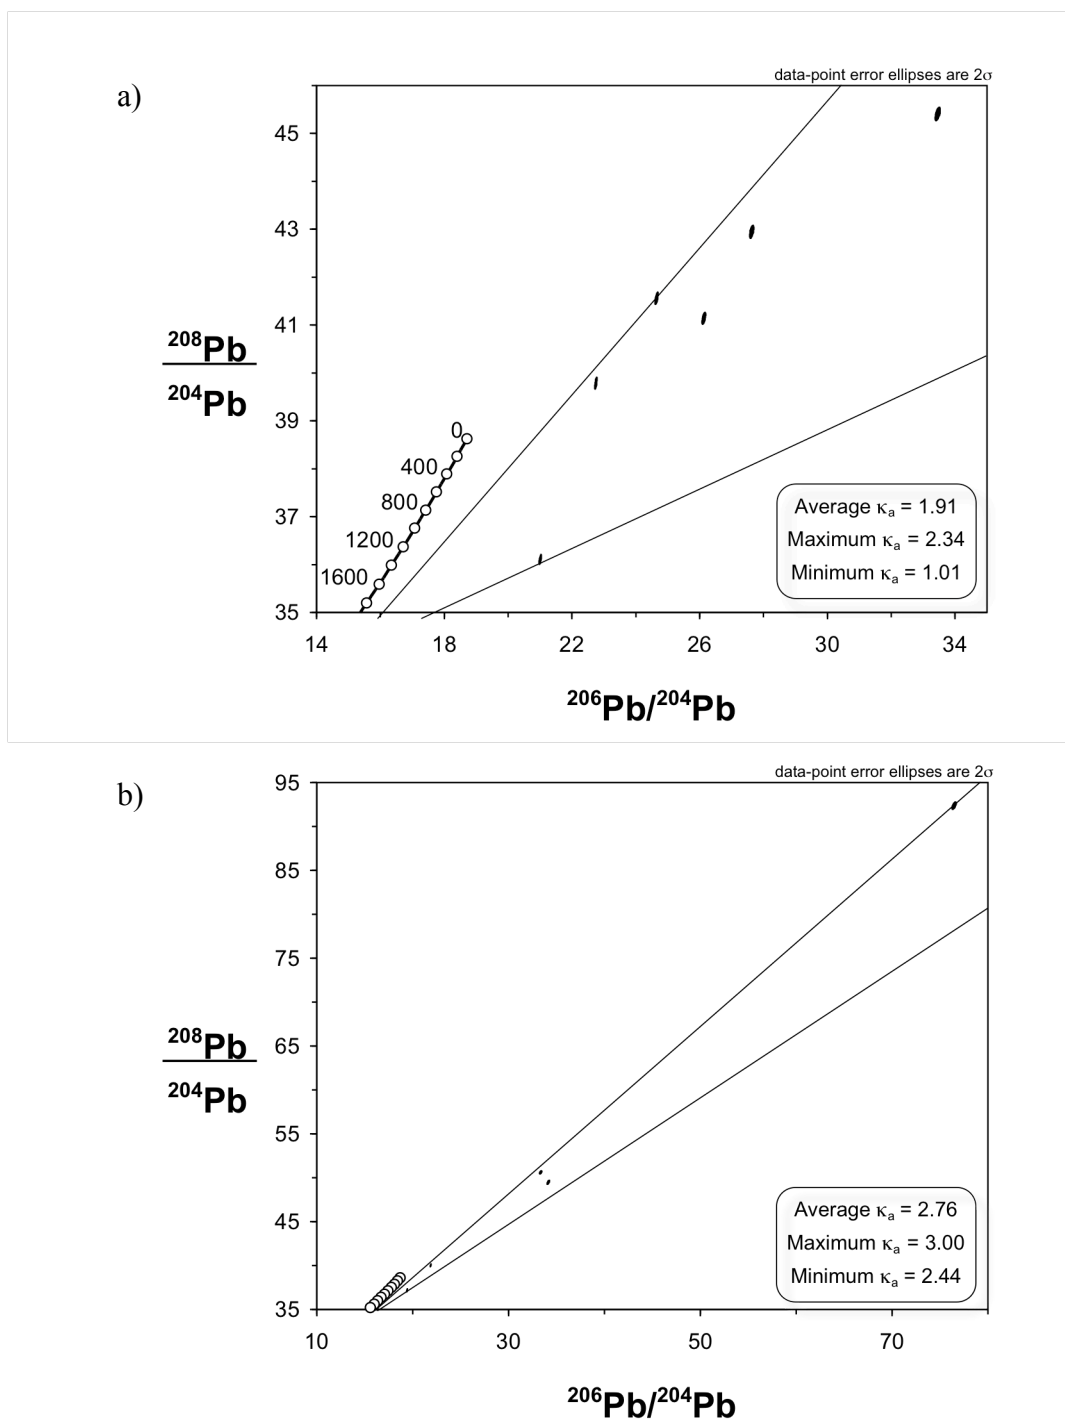 a)
data-point error ellipses are 2σ
45
43
41
39
37
35
²⁰⁸Pb
²⁰⁴Pb
0
400
800
1200
1600
Average κₐ = 1.91
Maximum κₐ = 2.34
Minimum κₐ = 1.01
14 18 22 26 30 34
²⁰⁶Pb/²⁰⁴Pb
b)
data-point error ellipses are 2σ
95
85
75
65
55
45
35
²⁰⁸Pb
²⁰⁴Pb
Average κₐ = 2.76
Maximum κₐ = 3.00
Minimum κₐ = 2.44
10 30 50 70
²⁰⁶Pb/²⁰⁴Pb